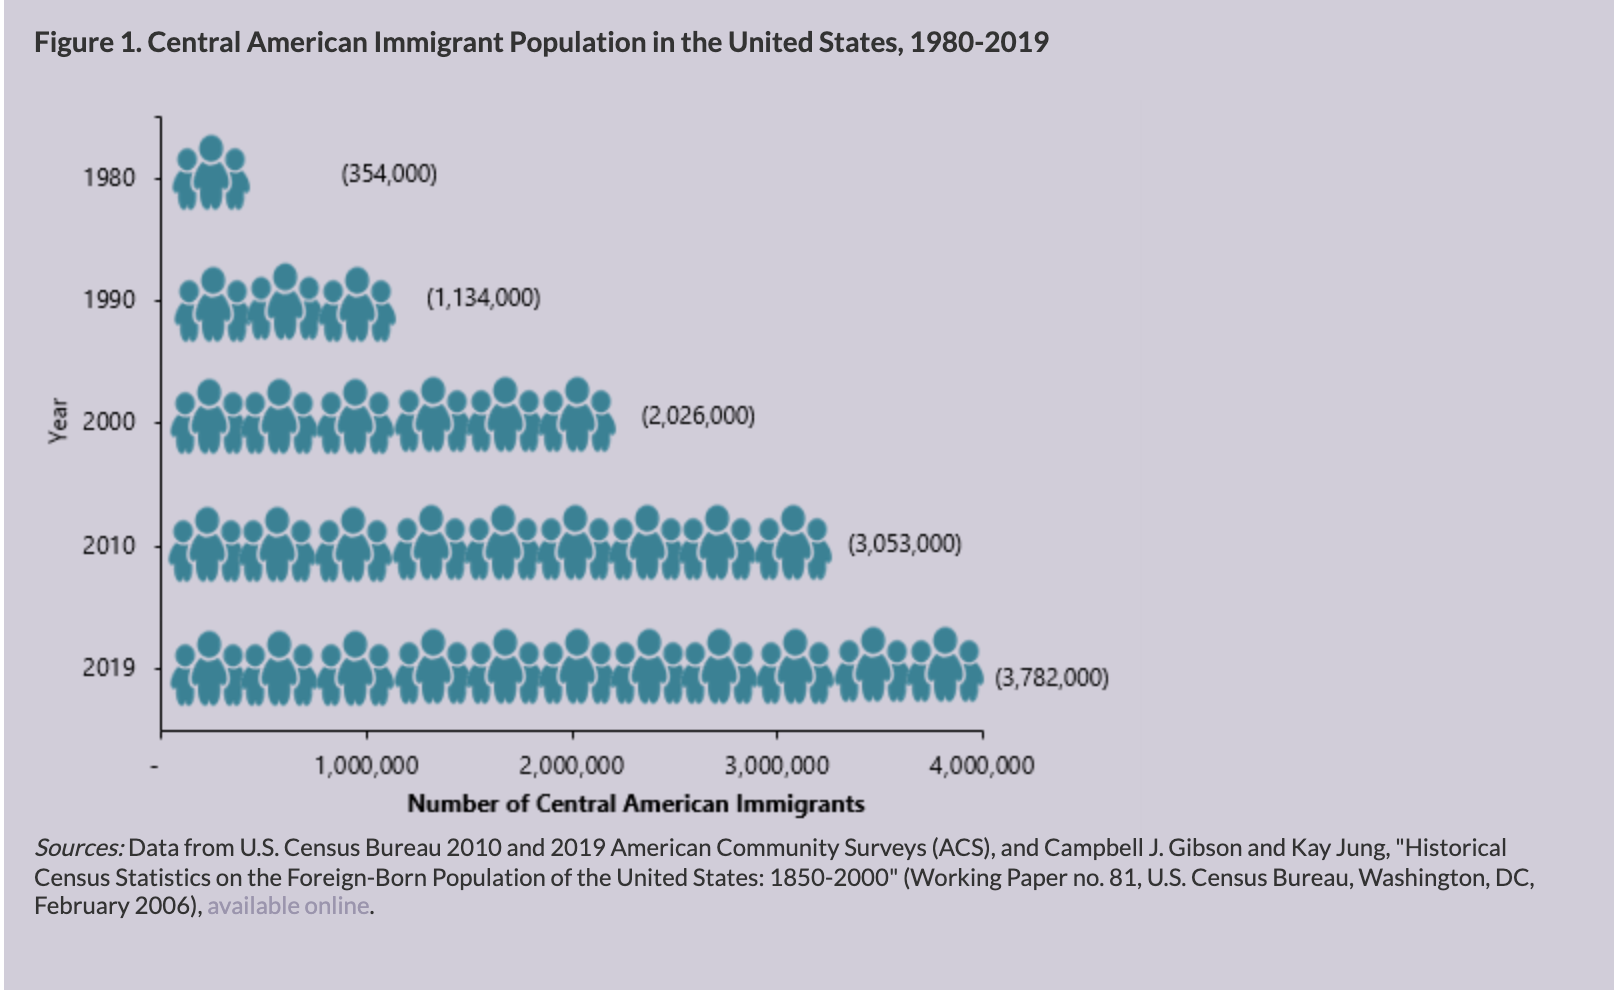 Figure 1. Central American Immigrant Population in the United States, 1980-2019
1980
(354,000)
1990
(1,134,000)
Year
2000
(2,026,000)
2010
(3,053,000)
2019
(3,782,000)
- 1,000,000 2,000,000 3,000,000 4,000,000
Number of Central American Immigrants
Sources: Data from U.S. Census Bureau 2010 and 2019 American Community Surveys (ACS), and Campbell J. Gibson and Kay Jung, "Historical
Census Statistics on the Foreign-Born Population of the United States: 1850-2000" (Working Paper no. 81, U.S. Census Bureau, Washington, DC,
February 2006), available online.